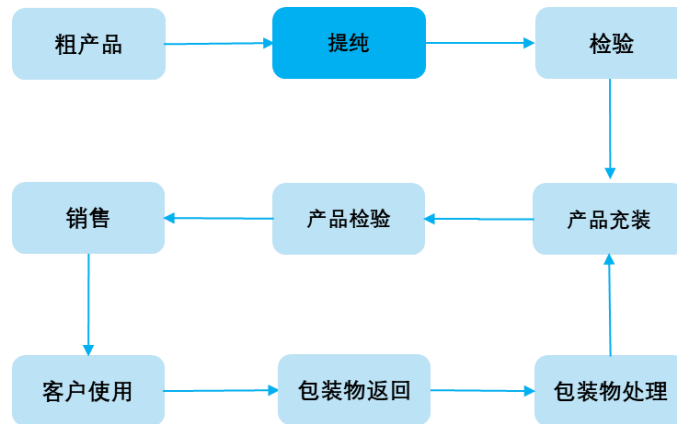 粗产品
提纯
检验
销售
产品检验
产品充装
客户使用
包装物返回
包装物处理